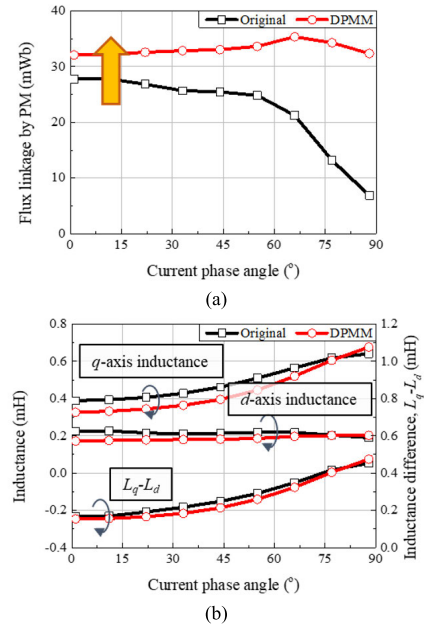 Original DPMM
Flux linkage by PM (mWb)
40
30
20
10
0
0 15 30 45 60 75 90
Current phase angle (°)
(a)
Original DPMM
Inductance (mH)
Inductance difference, Lq-Ld (mH)
0.8
0.6
0.4
0.2
0.0
-0.2
-0.4
1.2
1.0
0.8
0.6
0.4
0.2
0.0
q-axis inductance
d-axis inductance
Lq-Ld
0 15 30 45 60 75 90
Current phase angle (°)
(b)